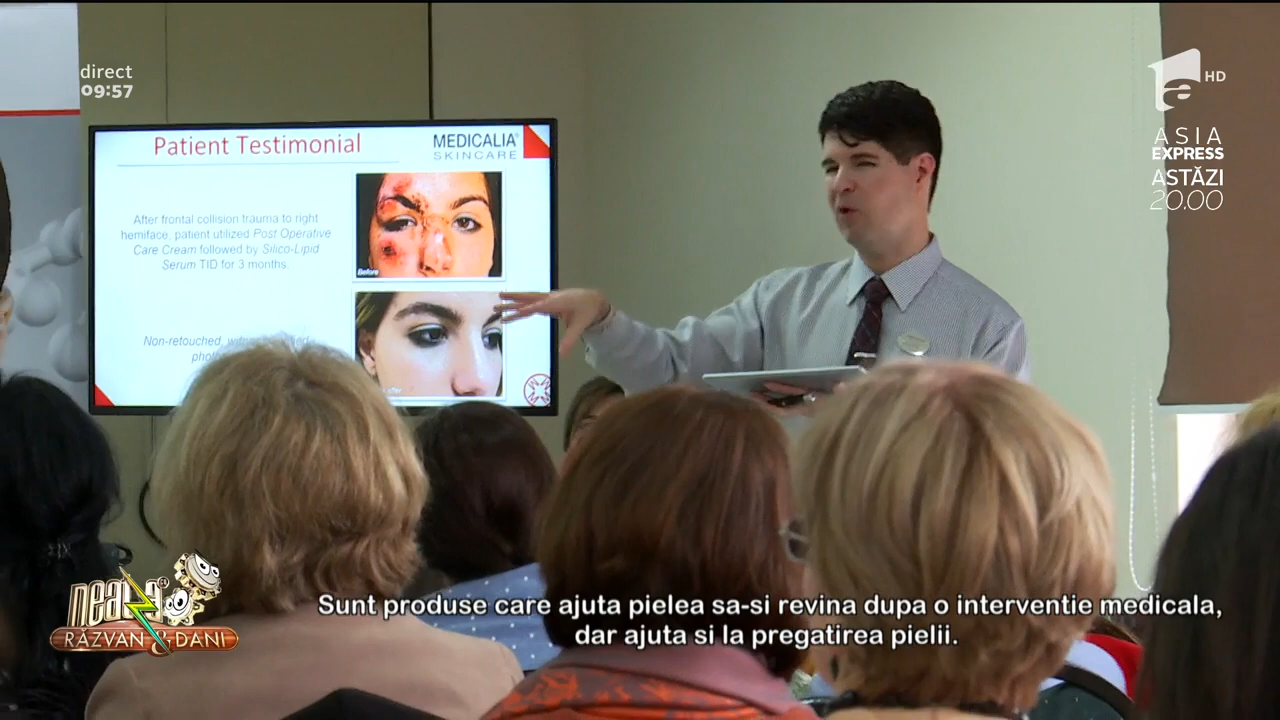 direct
09:57
HD
ASIA
EXPRESS
ASTĂZI
20.00
Patient Testimonial
MEDICALIA®
SKINCARE
After frontal collision trauma to right
hemiface, patient utilized Post Operative
Care Cream followed by Silico-Lipid
Serum TID for 3 months.
Before
Non-retouched,
neatza
RĂZVAN & DANI
Sunt produse care ajuta pielea sa-si revina dupa o interventie medicala,
dar ajuta si la pregatirea pielii.